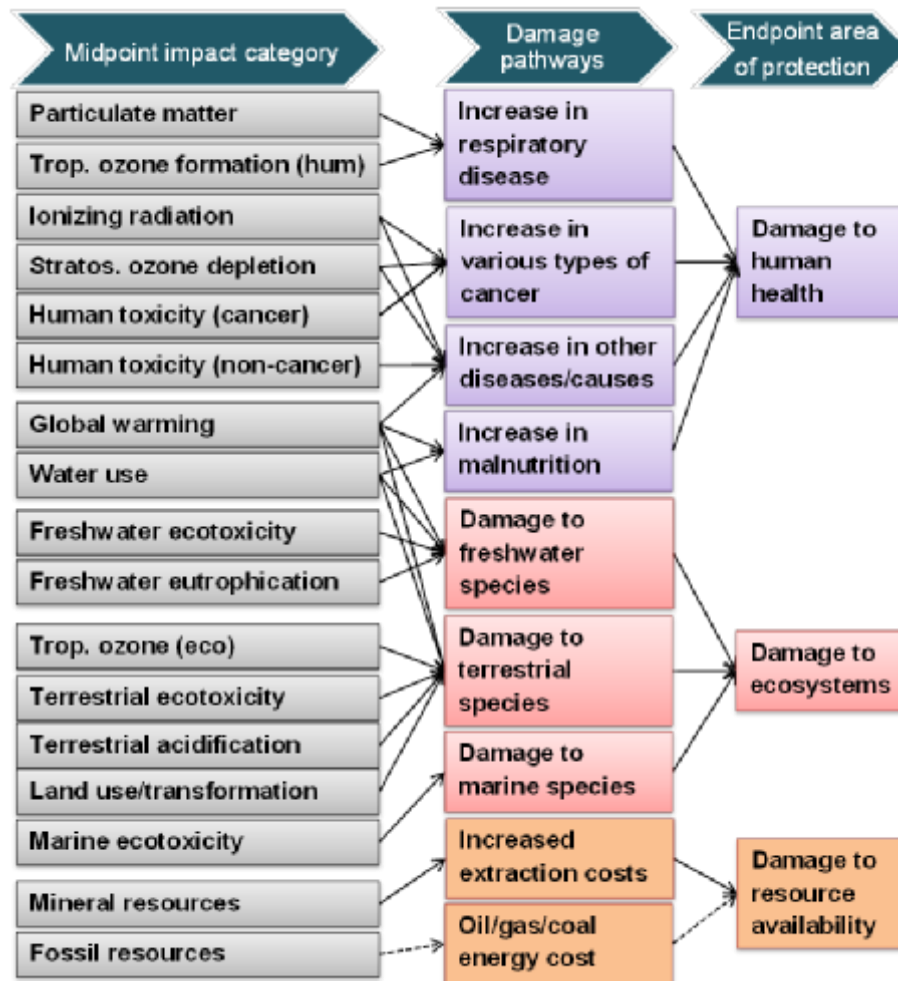 Midpoint impact category
Damage
pathways
Endpoint area
of protection
Particulate matter
Trop. ozone formation (hum)
Ionizing radiation
Stratos. ozone depletion
Human toxicity (cancer)
Human toxicity (non-cancer)
Global warming
Water use
Freshwater ecotoxicity
Freshwater eutrophication
Trop. ozone (eco)
Terrestrial ecotoxicity
Terrestrial acidification
Land use/transformation
Marine ecotoxicity
Mineral resources
Fossil resources
Increase in
respiratory
disease
Increase in
various types of
cancer
Increase in other
diseases/causes
Increase in
malnutrition
Damage to
freshwater
species
Damage to
terrestrial
species
Damage to
marine species
Increased
extraction costs
Oil/gas/coal
energy cost
Damage to
human
health
Damage to
ecosystems
Damage to
resource
availability